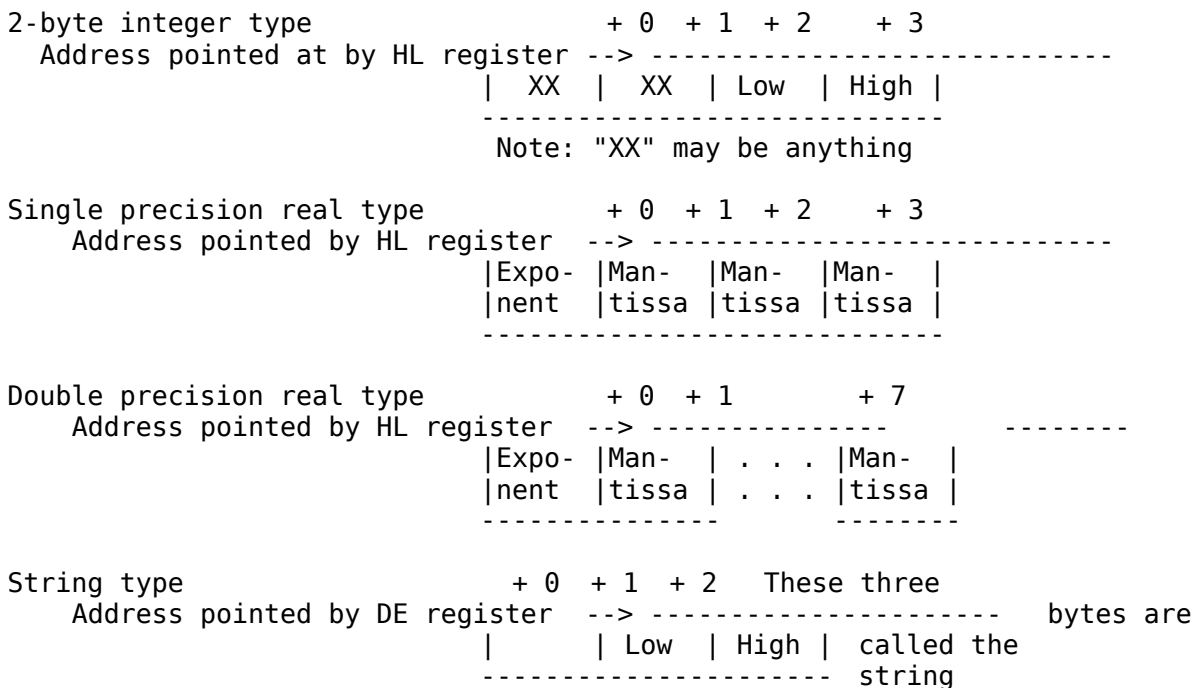 2-byte integer type                   + 0  + 1  + 2    + 3
  Address pointed at by HL register --> -----------------------------
                              |  XX  |  XX  | Low  | High |
                              -----------------------------
                               Note: "XX" may be anything

Single precision real type            + 0  + 1  + 2    + 3
    Address pointed by HL register  --> -----------------------------
                              |Expo- |Man-  |Man-  |Man-  |
                              |nent  |tissa |tissa |tissa |
                              -----------------------------

Double precision real type            + 0  + 1        + 7
    Address pointed by HL register  --> ---------------       --------
                              |Expo- |Man-  | . . . |Man-  |
                              |nent  |tissa | . . . |tissa |
                              ---------------       --------

String type                     + 0  + 1  + 2   These three
    Address pointed by DE register  --> ----------------------   bytes are
                              |      | Low  | High |  called the
                              ----------------------  string